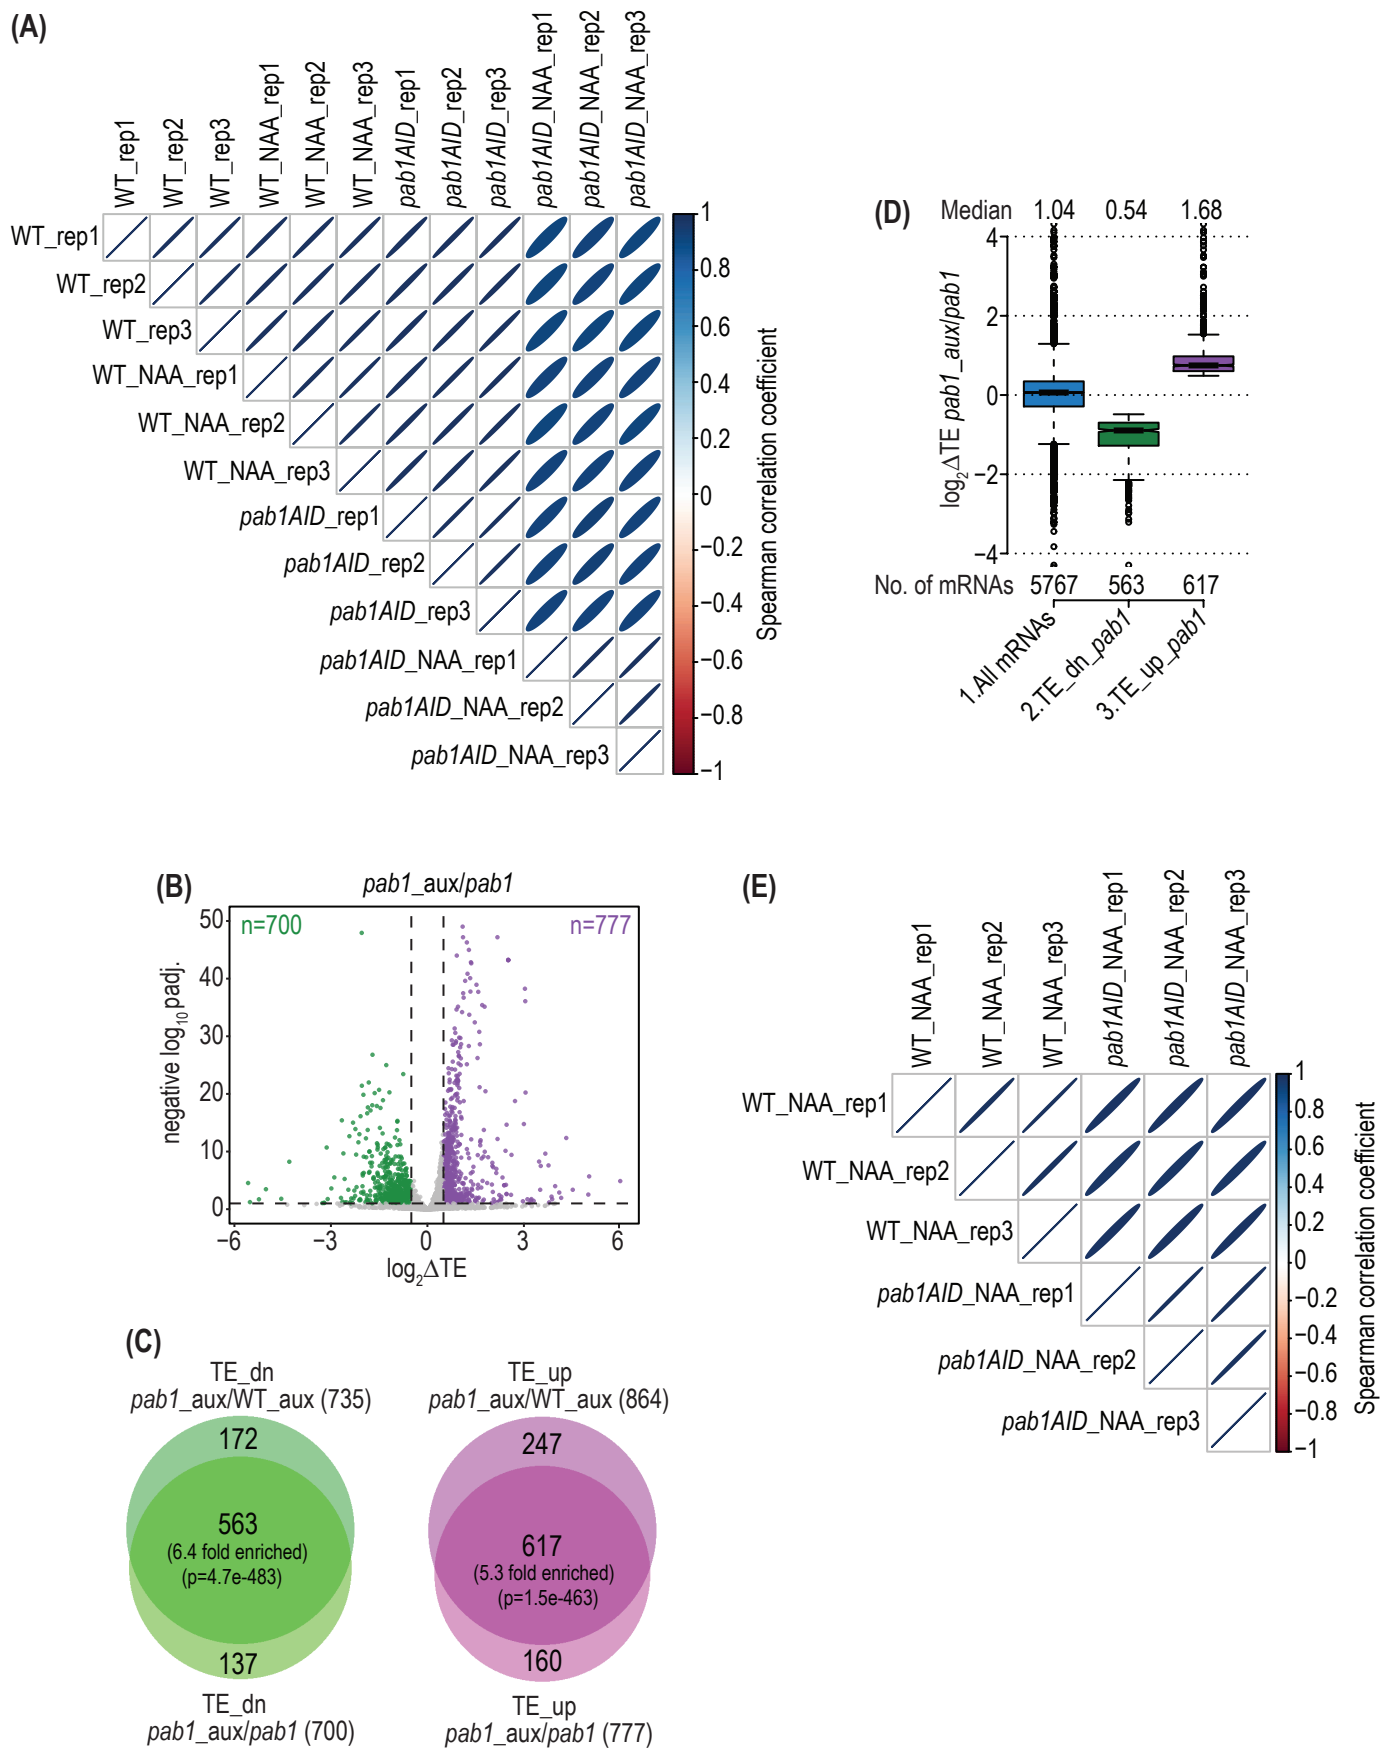 (A)
WT_rep1
WT_rep2
WT_rep3
WT_NAA_rep1
WT_NAA_rep2
WT_NAA_rep3
pab1AID_rep1
pab1AID_rep2
pab1AID_rep3
pab1AID_NAA_rep1
pab1AID_NAA_rep2
pab1AID_NAA_rep3
WT_rep1
WT_rep2
WT_rep3
WT_NAA_rep1
WT_NAA_rep2
WT_NAA_rep3
pab1AID_rep1
pab1AID_rep2
pab1AID_rep3
pab1AID_NAA_rep1
pab1AID_NAA_rep2
pab1AID_NAA_rep3
1
0.8
0.6
0.4
0.2
0
−0.2
−0.4
−0.6
−0.8
−1
Spearman correlation coefficient
(D)
Median 1.04 0.54 1.68
4
2
0
−2
−4
log2ΔTE pab1_aux/pab1
No. of mRNAs 5767 563 617
1.All mRNAs
2.TE_dn_pab1
3.TE_up_pab1
(B)
pab1_aux/pab1
n=700
n=777
50
40
30
20
10
0
negative log10 padj.
−6 −3 0 3 6
log2ΔTE
(C)
TE_dn
pab1_aux/WT_aux (735)
172
563
(6.4 fold enriched)
(p=4.7e-483)
137
TE_dn
pab1_aux/pab1 (700)
TE_up
pab1_aux/WT_aux (864)
247
617
(5.3 fold enriched)
(p=1.5e-463)
160
TE_up
pab1_aux/pab1 (777)
(E)
WT_NAA_rep1
WT_NAA_rep2
WT_NAA_rep3
pab1AID_NAA_rep1
pab1AID_NAA_rep2
pab1AID_NAA_rep3
WT_NAA_rep1
WT_NAA_rep2
WT_NAA_rep3
pab1AID_NAA_rep1
pab1AID_NAA_rep2
pab1AID_NAA_rep3
1
0.8
0.6
0.4
0.2
0
−0.2
−0.4
−0.6
−0.8
−1
Spearman correlation coefficient